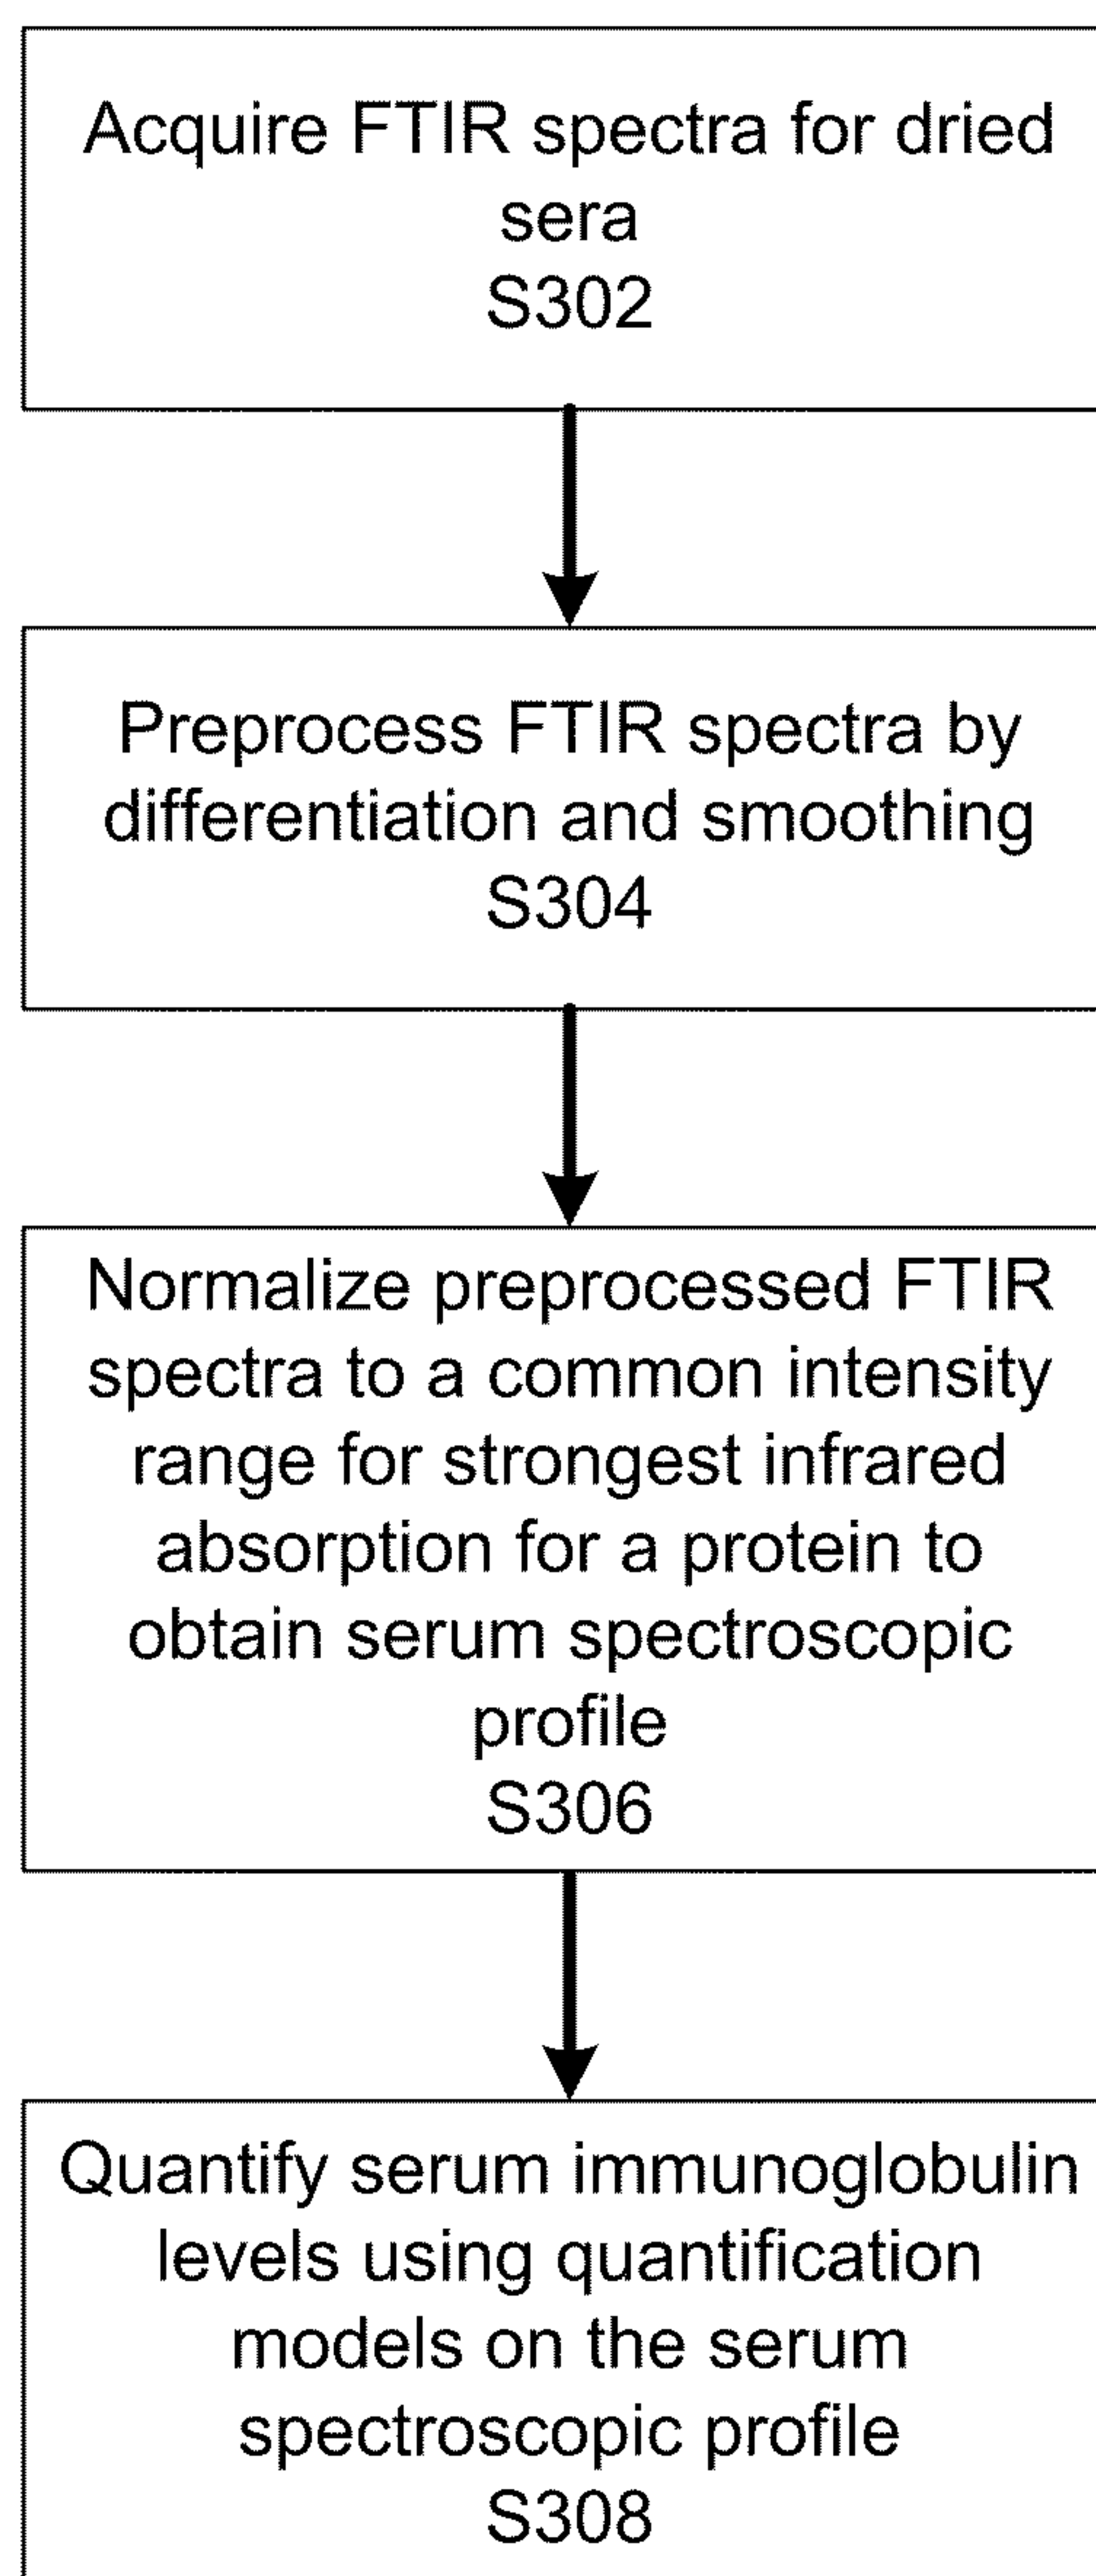 Acquire FTIR spectra for dried
sera
S302
Preprocess FTIR spectra by
differentiation and smoothing
S304
Normalize preprocessed FTIR
spectra to a common intensity
range for strongest infrared
absorption for a protein to
obtain serum spectroscopic
profile
S306
Quantify serum immunoglobulin
levels using quantification
models on the serum
spectroscopic profile
S308